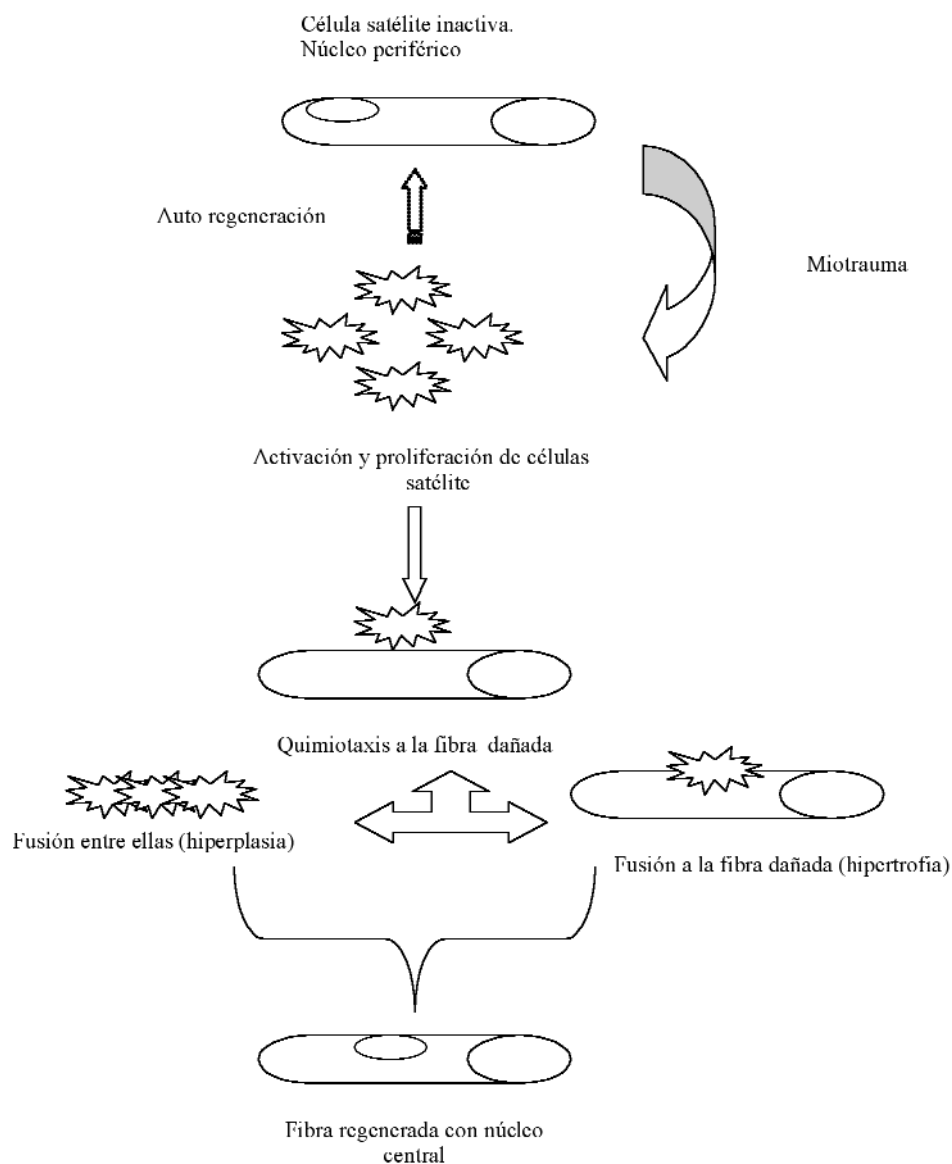 Célula satélite inactiva.
Núcleo periférico
Auto regeneración
Miotrauma
Activación y proliferación de células
satélite
Quimiotaxis a la fibra dañada
Fusión entre ellas (hiperplasia)
Fusión a la fibra dañada (hipertrofia)
Fibra regenerada con núcleo
central